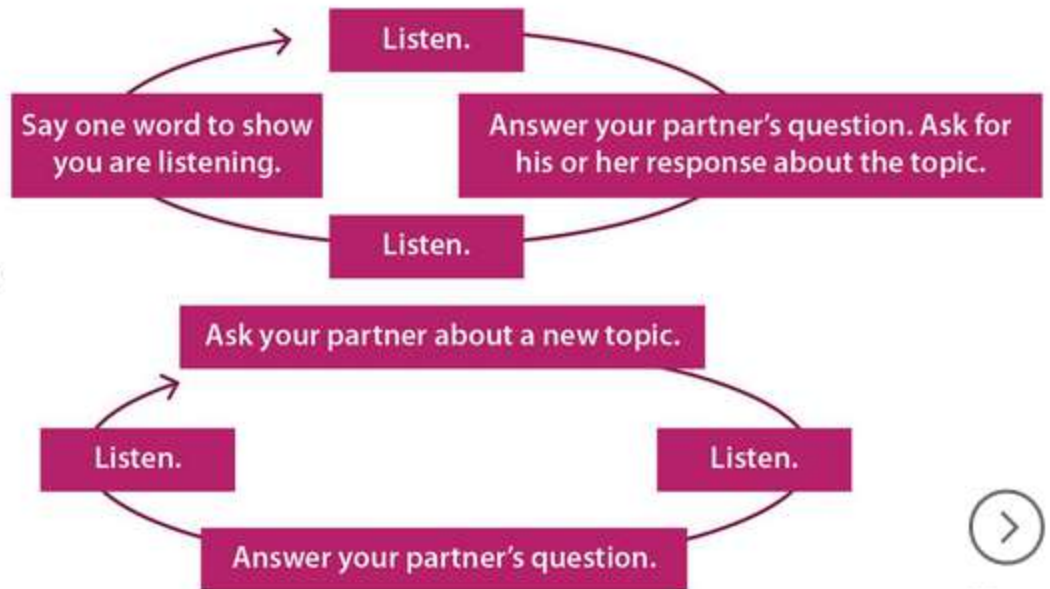 Listen.
Say one word to show
you are listening.
Answer your partner's question. Ask for
his or her response about the topic.
Listen.
Ask your partner about a new topic.
Listen.
Listen.
Answer your partner's question.